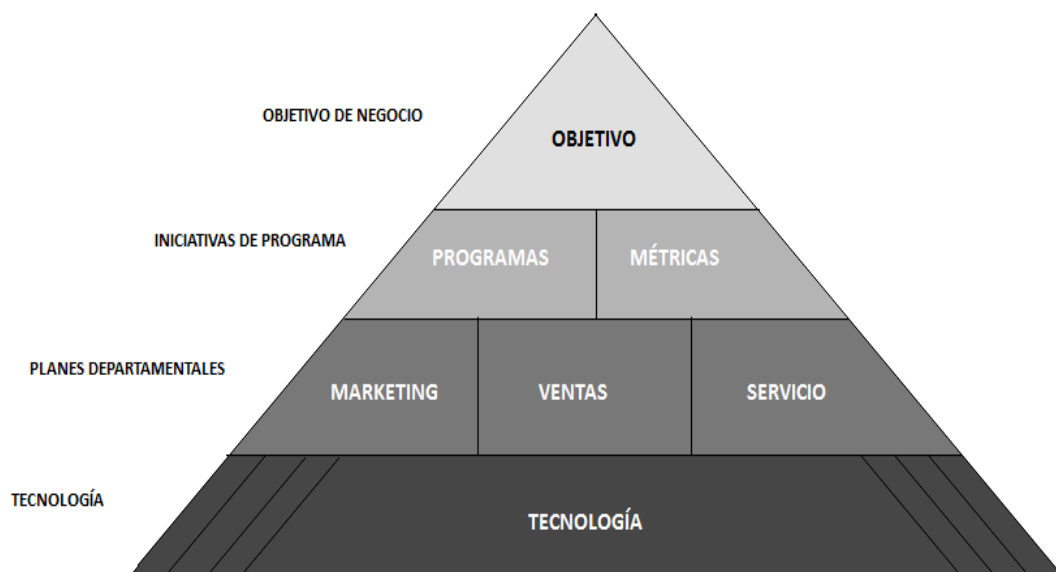 OBJETIVO DE NEGOCIO
OBJETIVO
INICIATIVAS DE PROGRAMA
PROGRAMAS
MÉTRICAS
PLANES DEPARTAMENTALES
MARKETING
VENTAS
SERVICIO
TECNOLOGÍA
TECNOLOGÍA